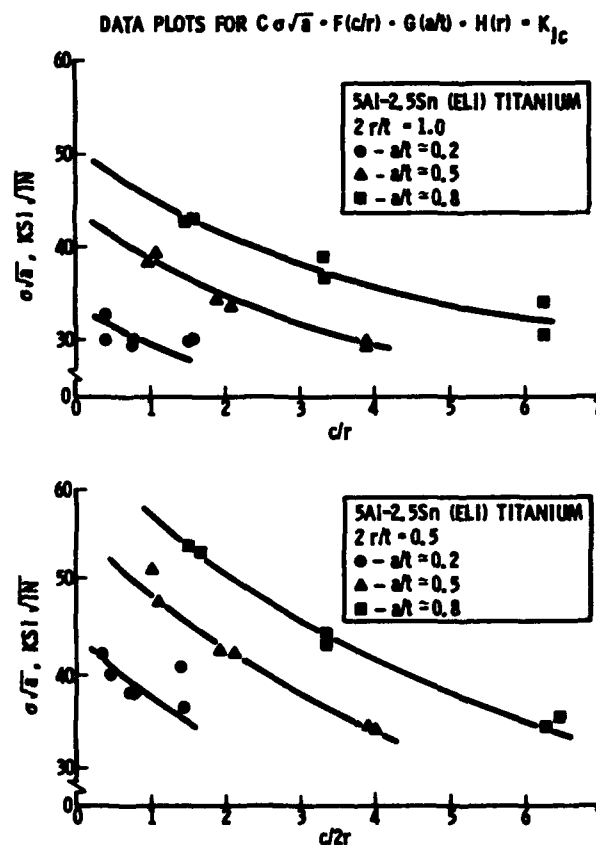 DATA PLOTS FOR C σ√a • F(c/r) • G(a/t) • H(r) = K_Ic
60
50
40
30
0
σ√a, KSI √IN
5Al-2.5Sn (ELI) TITANIUM
2 r/t = 1.0
● - a/t ≃ 0.2
▲ - a/t ≃ 0.5
■ - a/t ≃ 0.8
0 1 2 3 4 5 6 7
c/r
60
50
40
30
0
σ√a, KSI √IN
5Al-2.5Sn (ELI) TITANIUM
2 r/t = 0.5
● - a/t ≃ 0.2
▲ - a/t ≃ 0.5
■ - a/t ≃ 0.8
0 1 2 3 4 5 6 7
c/2r